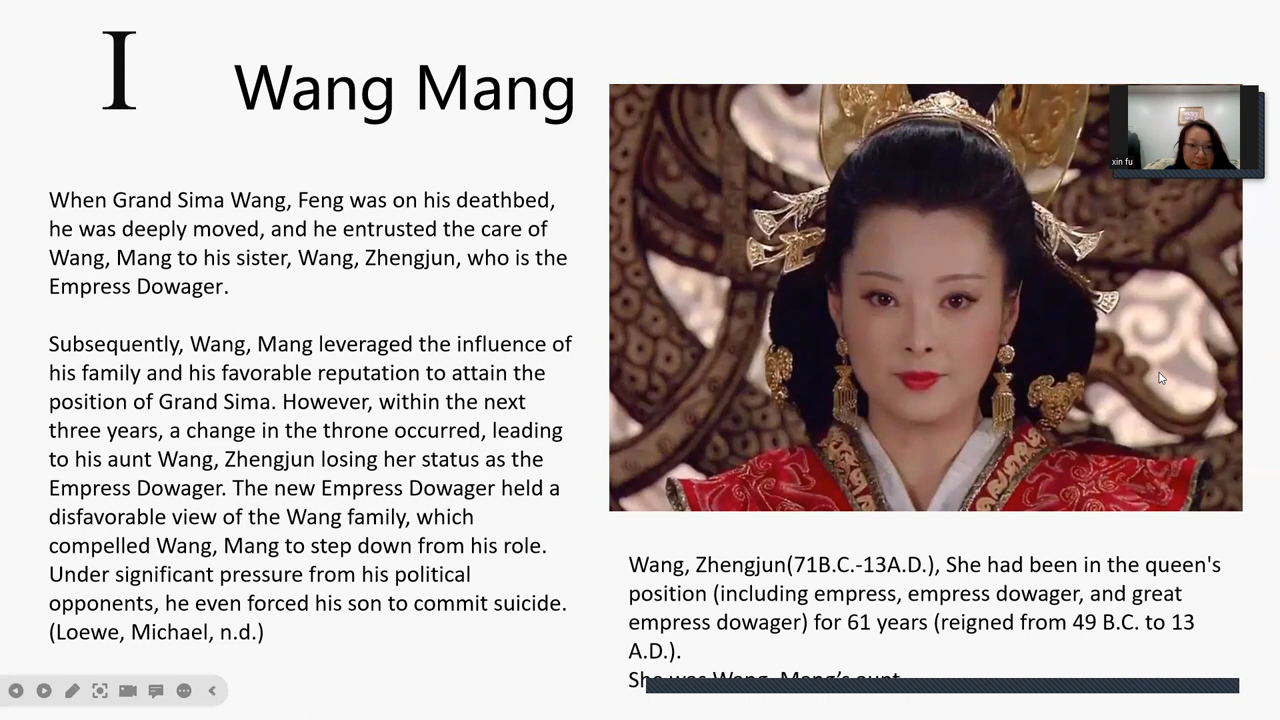 I
Wang Mang
xin fu
When Grand Sima Wang, Feng was on his deathbed,
he was deeply moved, and he entrusted the care of
Wang, Mang to his sister, Wang, Zhengjun, who is the
Empress Dowager.
Subsequently, Wang, Mang leveraged the influence of
his family and his favorable reputation to attain the
position of Grand Sima. However, within the next
three years, a change in the throne occurred, leading
to his aunt Wang, Zhengjun losing her status as the
Empress Dowager. The new Empress Dowager held a
disfavorable view of the Wang family, which
compelled Wang, Mang to step down from his role.
Under significant pressure from his political
opponents, he even forced his son to commit suicide.
(Loewe, Michael, n.d.)
Wang, Zhengjun(71B.C.-13A.D.), She had been in the queen's
position (including empress, empress dowager, and great
empress dowager) for 61 years (reigned from 49 B.C. to 13
A.D.).
She was Wang, Mang's aunt